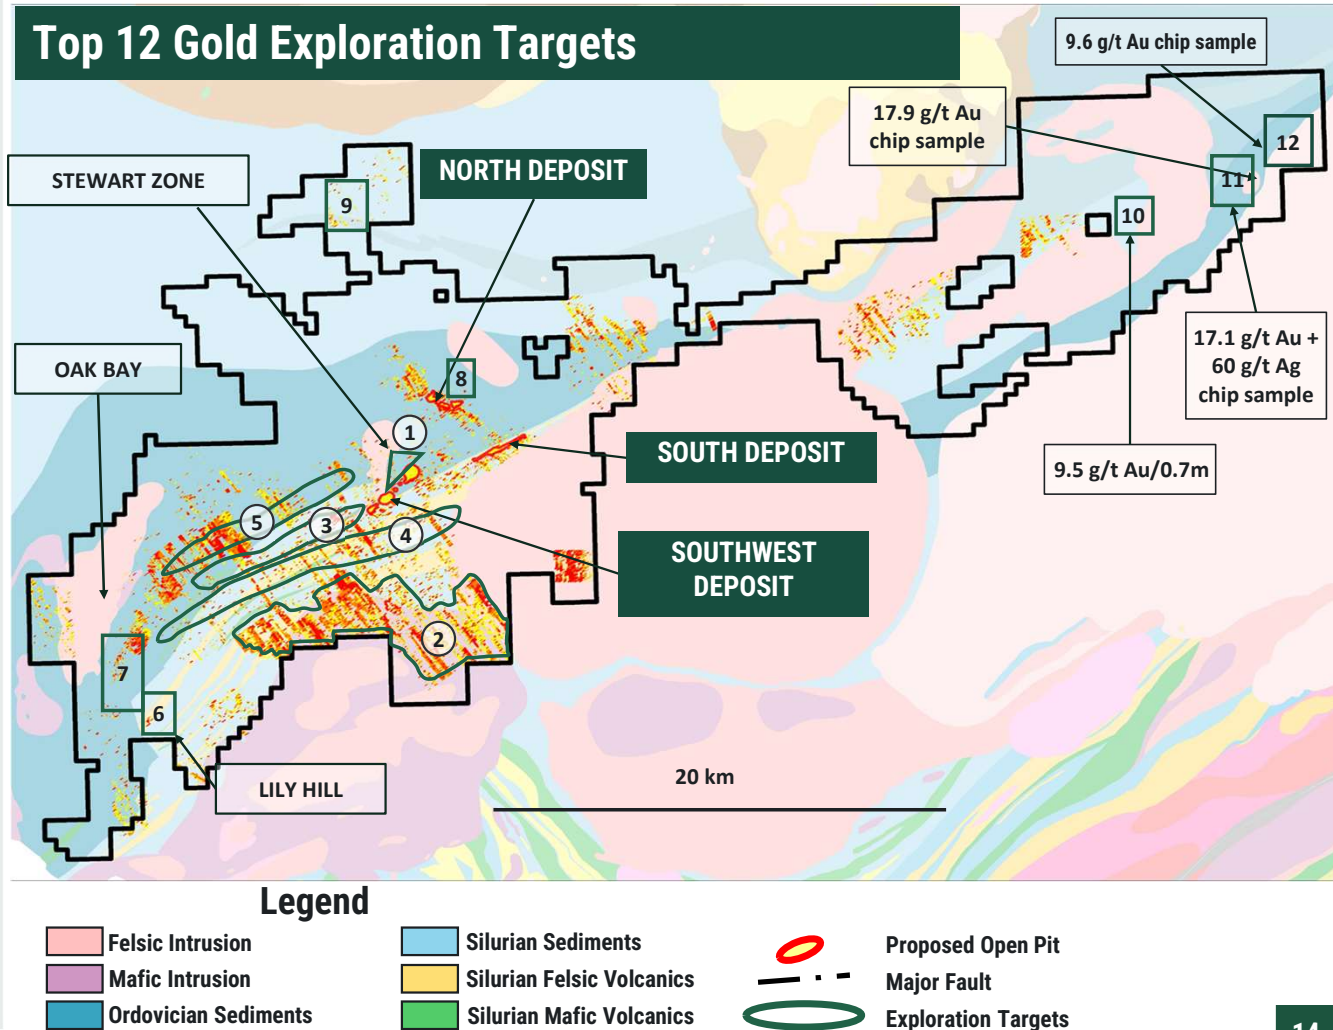 Top 12 Gold Exploration Targets
9.6 g/t Au chip sample
17.9 g/t Au
chip sample
12
11
STEWART ZONE
NORTH DEPOSIT
9
10
17.1 g/t Au +
60 g/t Ag
chip sample
OAK BAY
8
1
SOUTH DEPOSIT
9.5 g/t Au/0.7m
5
3
4
SOUTHWEST
DEPOSIT
2
7
6
LILY HILL
20 km
Legend
Felsic Intrusion
Mafic Intrusion
Ordovician Sediments
Silurian Sediments
Silurian Felsic Volcanics
Silurian Mafic Volcanics
Proposed Open Pit
Major Fault
Exploration Targets